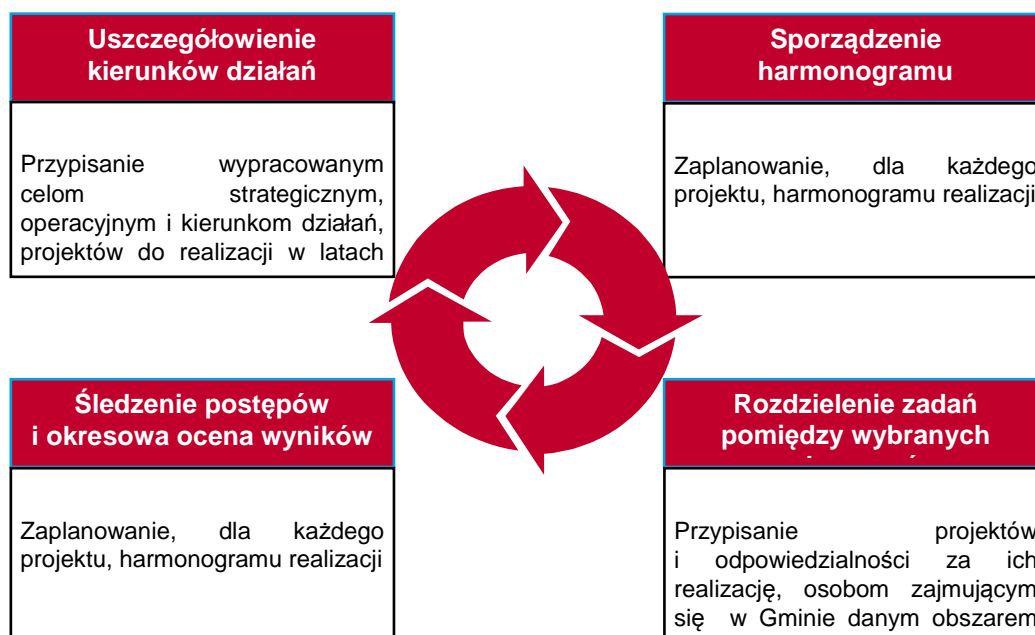 Uszczegółowienie
kierunków działań
Przypisanie wypracowanym
celom strategicznym,
operacyjnym i kierunkom działań,
projektów do realizacji w latach
Sporządzenie
harmonogramu
Zaplanowanie, dla każdego
projektu, harmonogramu realizacji
Śledzenie postępów
i okresowa ocena wyników
Zaplanowanie, dla każdego
projektu, harmonogramu realizacji
Rozdzielenie zadań
pomiędzy wybranych
Przypisanie projektów
i odpowiedzialności za ich
realizację, osobom zajmującym
się w Gminie danym obszarem